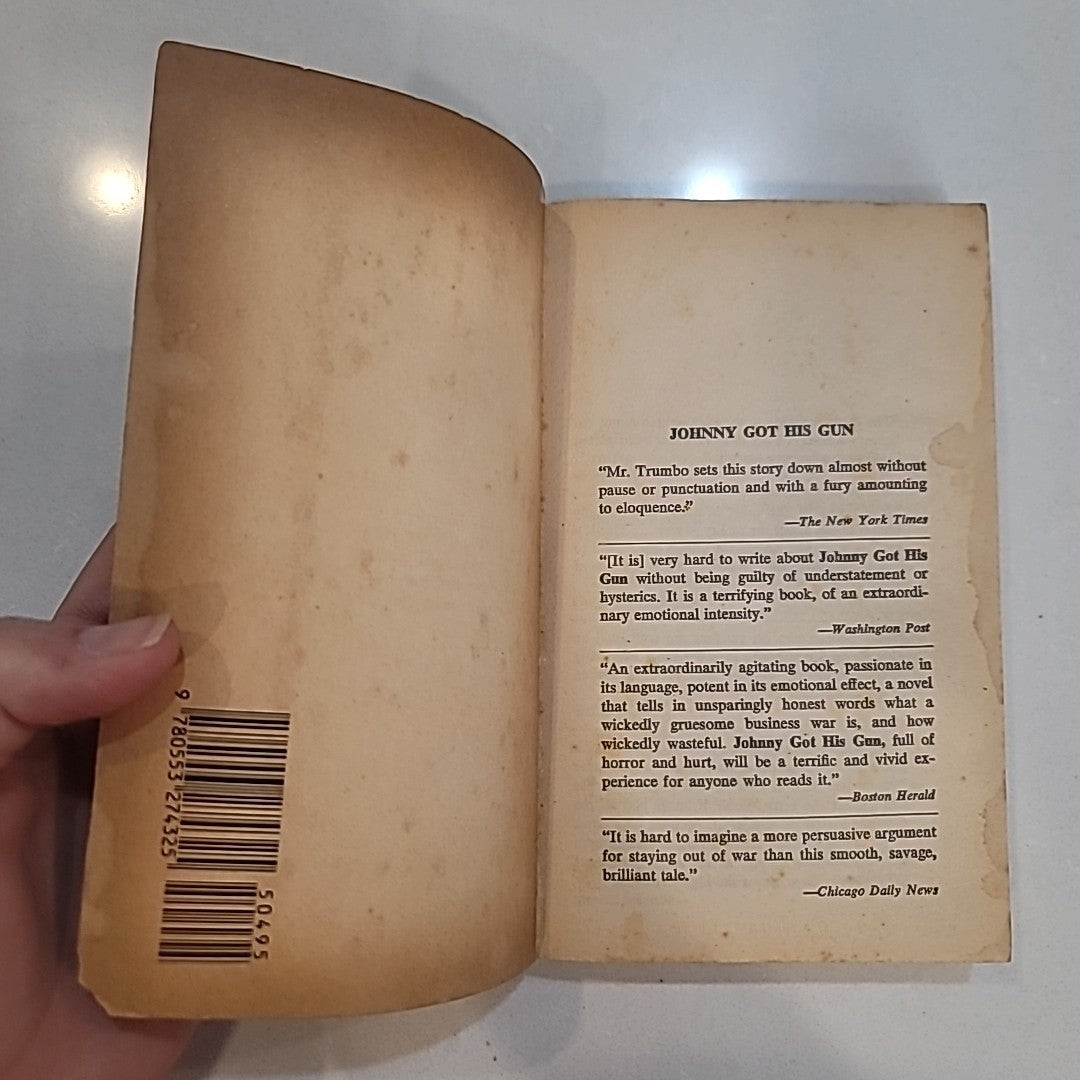 9 780553 274325
50495
JOHNNY GOT HIS GUN
“Mr. Trumbo sets this story down almost without
pause or punctuation and with a fury amounting
to eloquence.”
—The New York Times
“[It is] very hard to write about Johnny Got His
Gun without being guilty of understatement or
hysterics. It is a terrifying book, of an extraordi-
nary emotional intensity.”
—Washington Post
“An extraordinarily agitating book, passionate in
its language, potent in its emotional effect, a novel
that tells in unsparingly honest words what a
wickedly gruesome business war is, and how
wickedly wasteful. Johnny Got His Gun, full of
horror and hurt, will be a terrific and vivid ex-
perience for anyone who reads it.”
—Boston Herald
“It is hard to imagine a more persuasive argument
for staying out of war than this smooth, savage,
brilliant tale.”
—Chicago Daily News